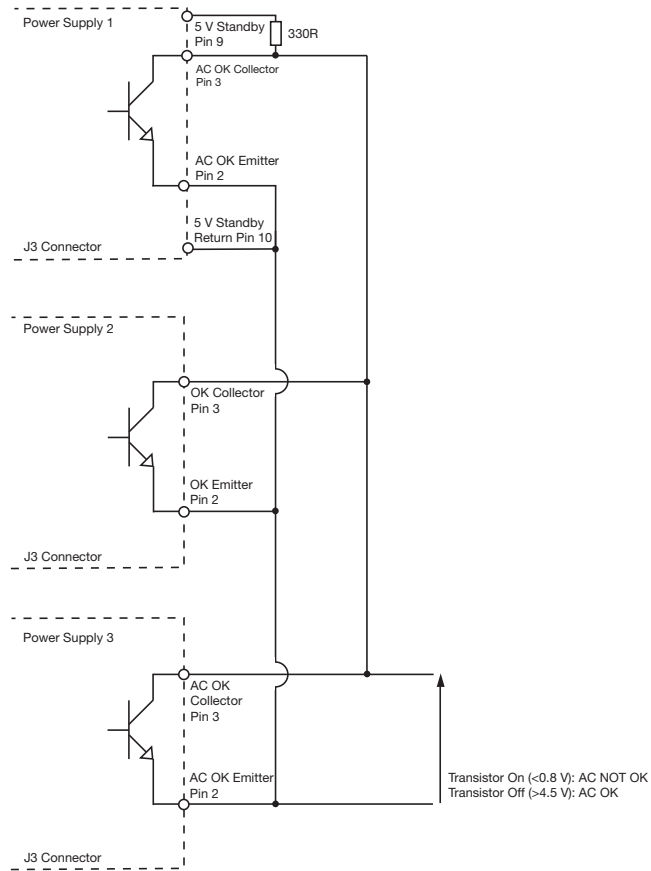 Power Supply 1
5 V Standby
Pin 9
330R
AC OK Collector
Pin 3
AC OK Emitter
Pin 2
5 V Standby
Return Pin 10
J3 Connector
Power Supply 2
OK Collector
Pin 3
OK Emitter
Pin 2
J3 Connector
Power Supply 3
AC OK
Collector
Pin 3
AC OK Emitter
Pin 2
Transistor On (<0.8 V): AC NOT OK
Transistor Off (>4.5 V): AC OK
J3 Connector